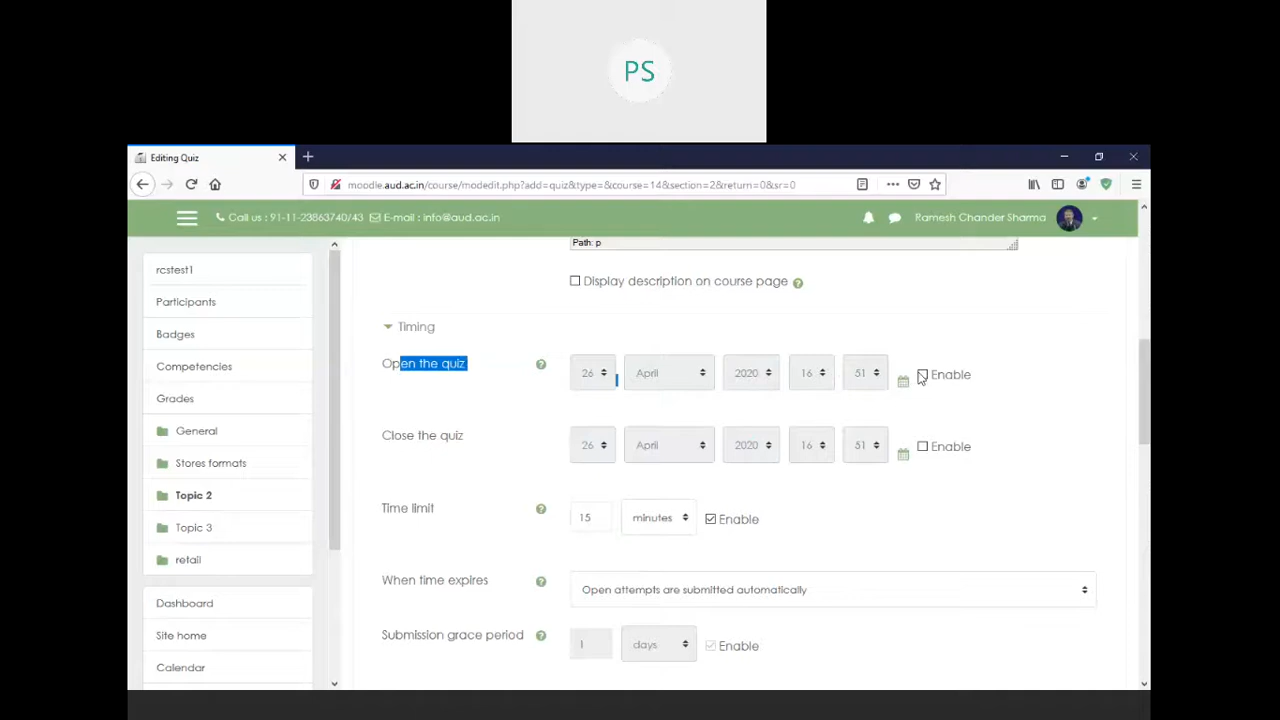 PS
Editing Quiz
moodle.aud.ac.in/course/modedit.php?add=quiz&type=&course=14&section=2&return=0&sr=0
Call us : 91-11-23863740/43 E-mail : info@aud.ac.in
Ramesh Chander Sharma
rcstest1
Participants
Badges
Competencies
Grades
General
Stores formats
Topic 2
Topic 3
retail
Dashboard
Site home
Calendar
Path: p
Display description on course page
Timing
Open the quiz 26 April 2020 16 51 Enable
Close the quiz 26 April 2020 16 51 Enable
Time limit 15 minutes Enable
When time expires Open attempts are submitted automatically
Submission grace period 1 days Enable